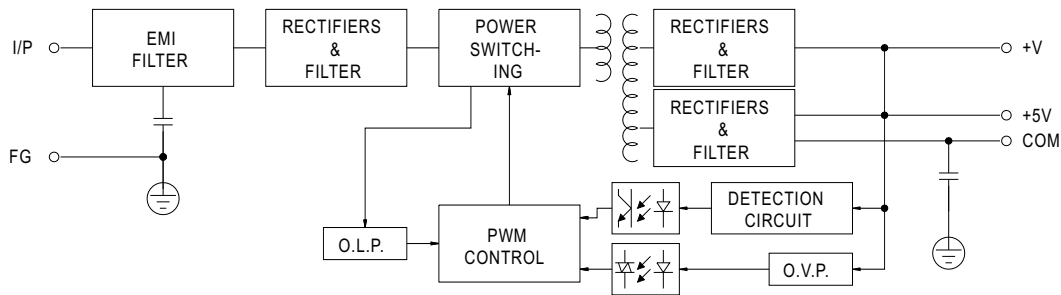 I/P
EMI
FILTER
RECTIFIERS
&
FILTER
POWER
SWITCH-
ING
RECTIFIERS
&
FILTER
+V
RECTIFIERS
&
FILTER
+5V
COM
FG
DETECTION
CIRCUIT
O.L.P.
PWM
CONTROL
O.V.P.